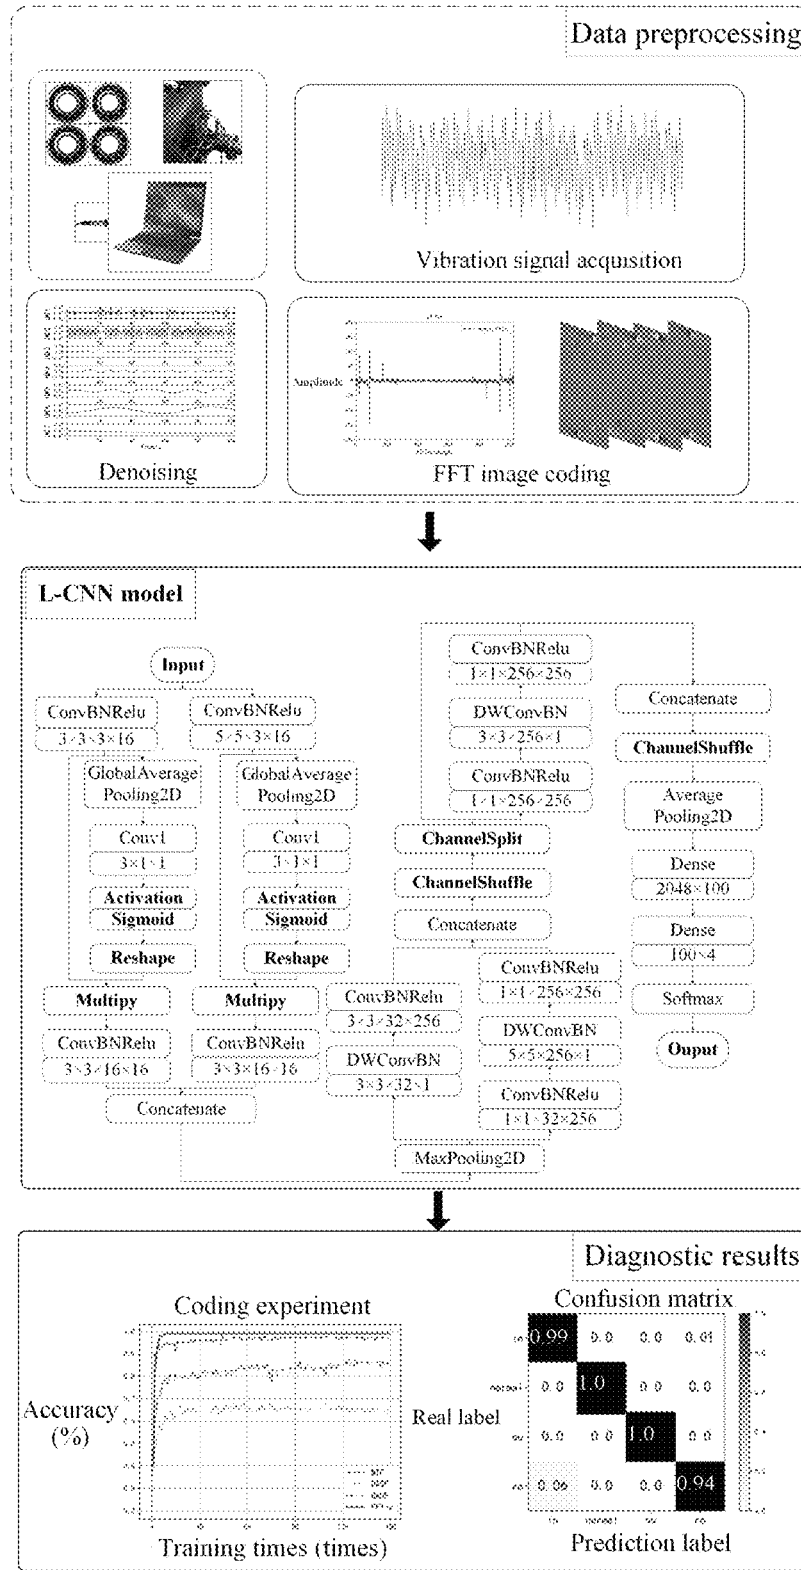 Data preprocessing
Vibration signal acquisition
Denoising
Amplitude
FFT image coding
L-CNN model
Input
ConvBNRelu
3×3×3×16
GlobalAverage
Pooling2D
Conv1
3×1×1
Activation
Sigmoid
Reshape
Multipy
ConvBNRelu
3×3×16×16
ConvBNRelu
5×5×3×16
GlobalAverage
Pooling2D
Conv1
3×1×1
Activation
Sigmoid
Reshape
Multipy
ConvBNRelu
3×3×16×16
Concatenate
MaxPooling2D
DWConvBN
3×3×32×1
ConvBNRelu
3×3×32×256
ConvBNRelu
1×1×32×256
DWConvBN
5×5×256×1
ConvBNRelu
1×1×256×256
Concatenate
ChannelShuffle
ChannelSplit
ConvBNRelu
1×1×256×256
DWConvBN
3×3×256×1
ConvBNRelu
1×1×256×256
Concatenate
ChannelShuffle
Average
Pooling2D
Dense
2048×100
Dense
100×4
Softmax
Ouput
Diagnostic results
Coding experiment
Accuracy
(%)
Training times (times)
Confusion matrix
Real label
0.99 0.0 0.0 0.01
0.0 1.0 0.0 0.0
0.0 0.0 1.0 0.0
0.06 0.0 0.0 0.94
Prediction label